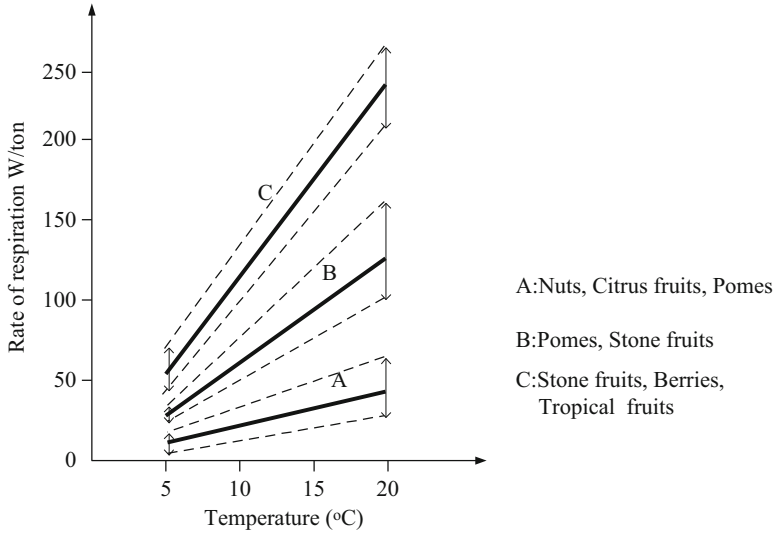 Rate of respiration W/ton
250
200
150
100
50
0
C
B
A
5
10
15
20
Temperature (°C)
A:Nuts, Citrus fruits, Pomes
B:Pomes, Stone fruits
C:Stone fruits, Berries,
Tropical fruits